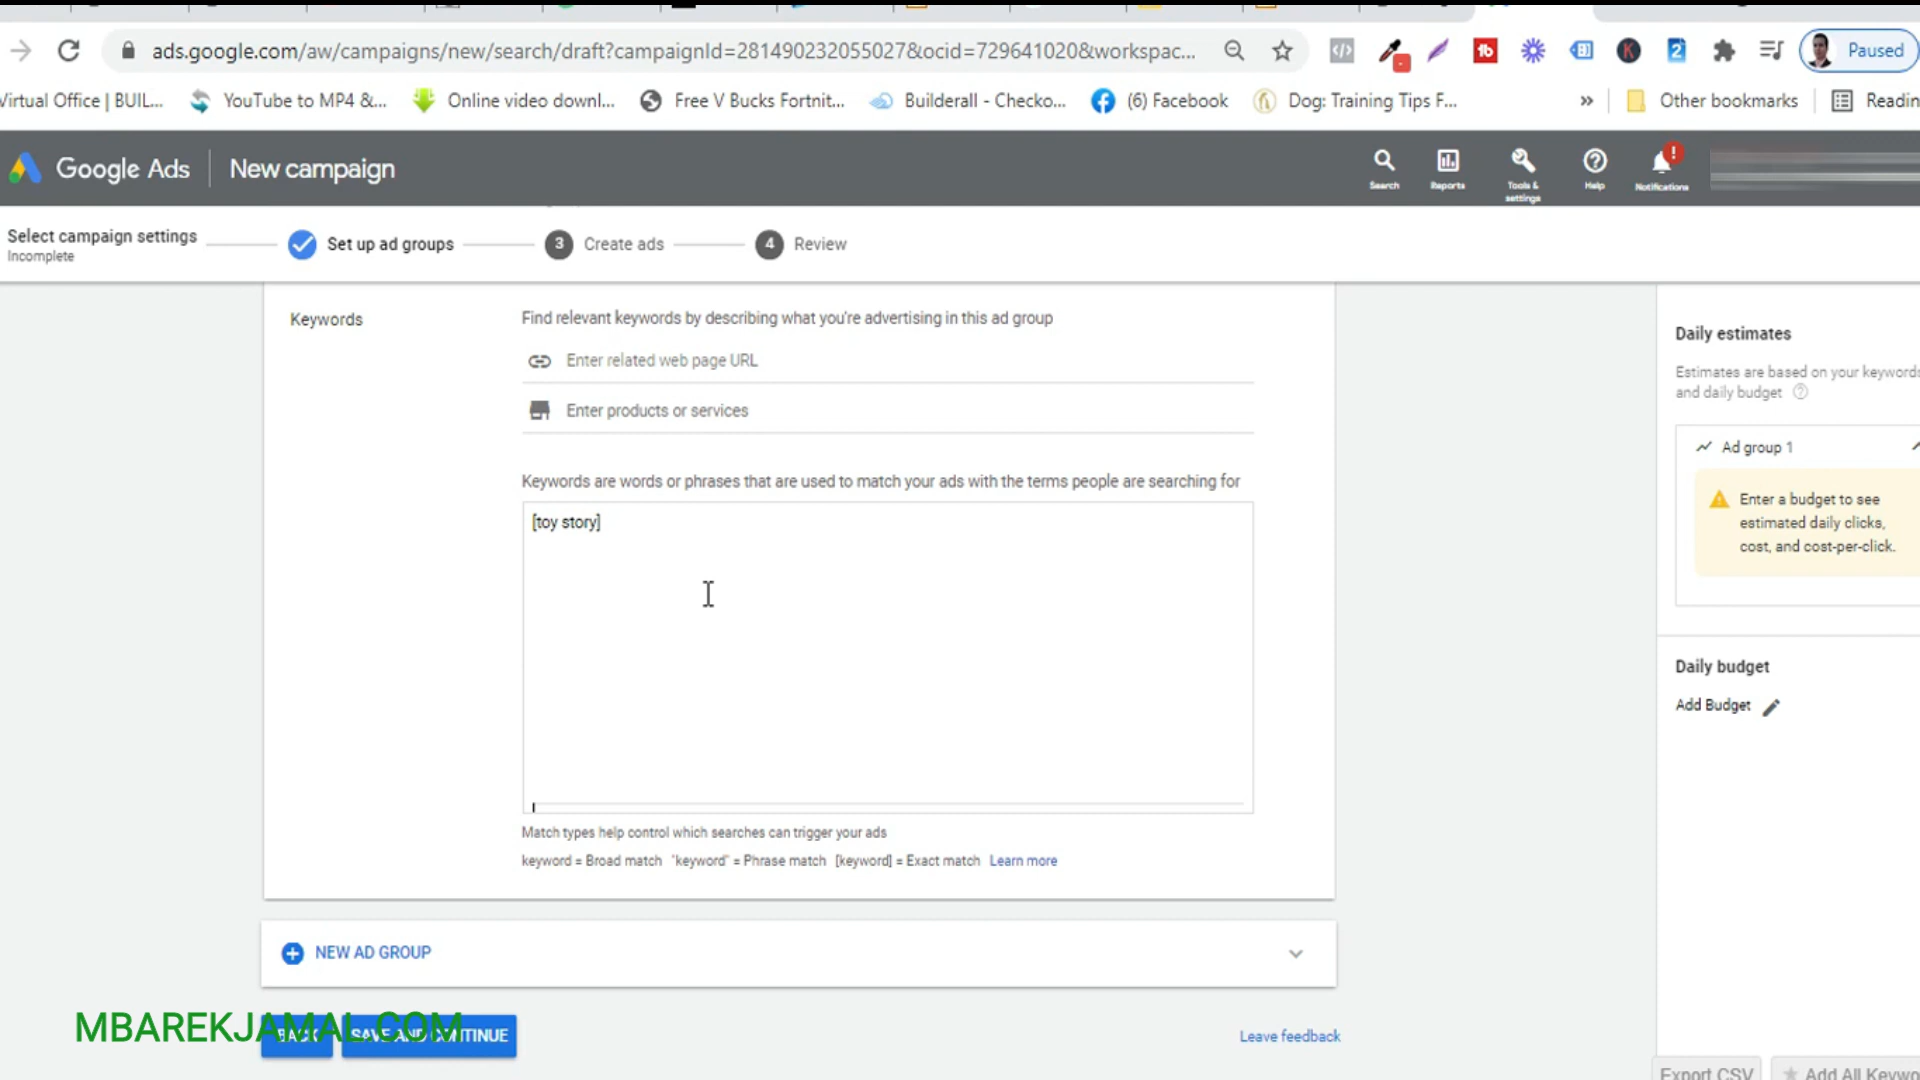 ads.google.com/aw/campaigns/new/search/draft?campaignId=281490232055027&ocid=729641020&workspac...
Paused
Virtual Office | BUIL...
YouTube to MP4 &...
Online video downl...
Free V Bucks Fortnit...
Builderall - Checko...
(6) Facebook
Dog: Training Tips F...
»
Other bookmarks
Readin
Google Ads
New campaign
Search
Reports
Tools & settings
Help
Notifications
Select campaign settings
Incomplete
Set up ad groups
3 Create ads
4 Review
Keywords
Find relevant keywords by describing what you're advertising in this ad group
Enter related web page URL
Enter products or services
Keywords are words or phrases that are used to match your ads with the terms people are searching for
[toy story]
Match types help control which searches can trigger your ads
keyword = Broad match "keyword" = Phrase match [keyword] = Exact match Learn more
NEW AD GROUP
MBAREKJAMAL.COM
BACK
SAVE AND CONTINUE
Leave feedback
Daily estimates
Estimates are based on your keywords
and daily budget
Ad group 1
Enter a budget to see
estimated daily clicks,
cost, and cost-per-click.
Daily budget
Add Budget
Export CSV
Add All Keywo